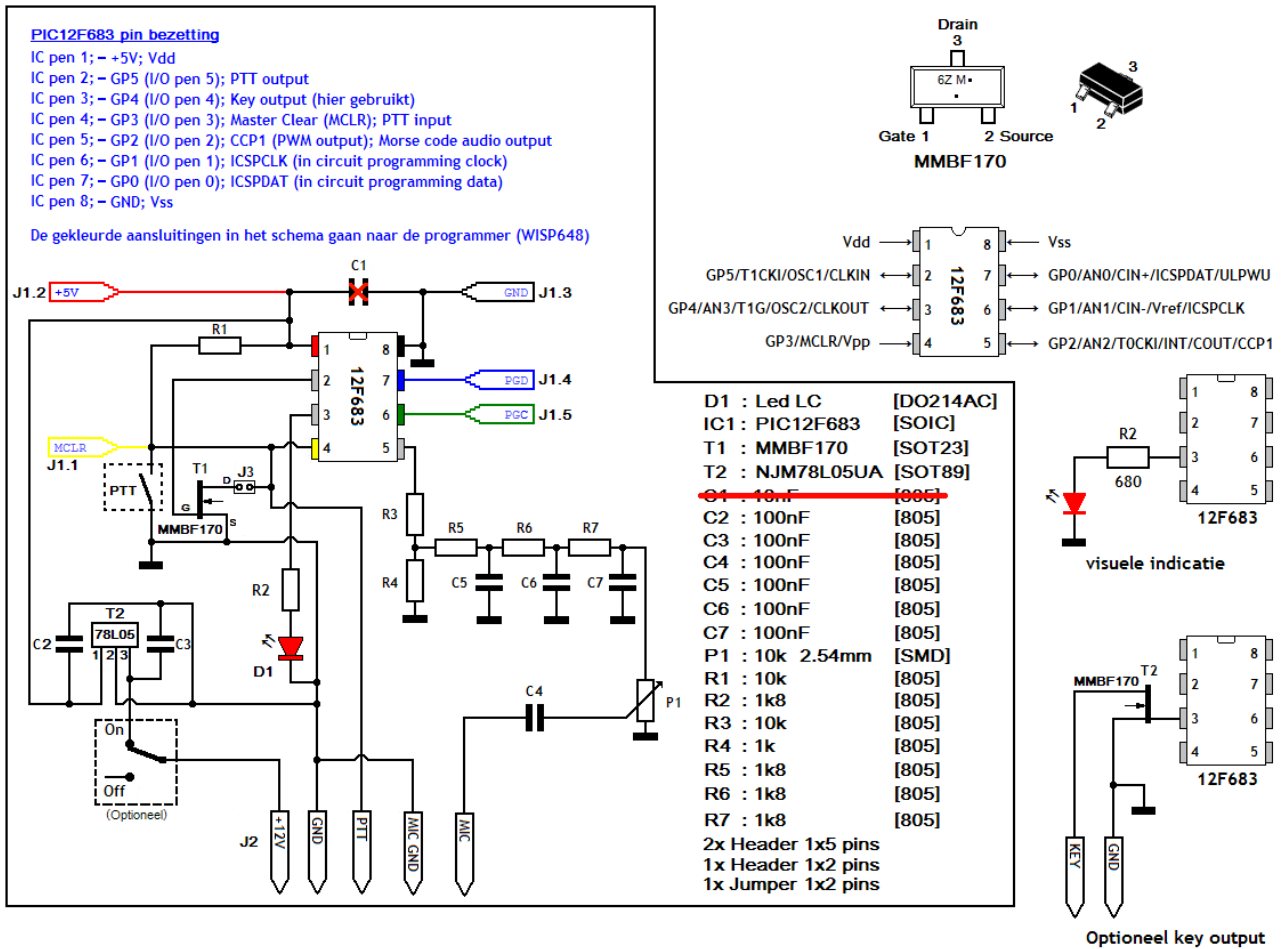 PIC12F683 pin bezetting
IC pen 1; – +5V; Vdd
IC pen 2; – GP5 (I/O pen 5); PTT output
IC pen 3; – GP4 (I/O pen 4); Key output (hier gebruikt)
IC pen 4; – GP3 (I/O pen 3); Master Clear (MCLR); PTT input
IC pen 5; – GP2 (I/O pen 2); CCP1 (PWM output); Morse code audio output
IC pen 6; – GP1 (I/O pen 1); ICSPCLK (in circuit programming clock)
IC pen 7; – GP0 (I/O pen 0); ICSPDAT (in circuit programming data)
IC pen 8; – GND; Vss
De gekleurde aansluitingen in het schema gaan naar de programmer (WISP648)
C1
J1.2 +5V
GND J1.3
R1
1 8
2 7
3 6
4 5
12F683
PGD J1.4
PGC J1.5
MCLR
J1.1
PTT
T1
D
J3
G
S
MMBF170
R3
R4
R5
R6
R7
C5
C6
C7
R2
D1
T2
78L05
1 2 3
C2
C3
On
Off
(Optioneel)
C4
P1
J2
+12V
GND
PTT
MIC GND
MIC
Drain
3
6Z M
Gate 1
2 Source
MMBF170
3
1
2
Vdd 1 8 Vss
GP5/T1CKI/OSC1/CLKIN 2 7 GP0/AN0/CIN+/ICSPDAT/ULPWU
GP4/AN3/T1G/OSC2/CLKOUT 3 6 GP1/AN1/CIN-/Vref/ICSPCLK
GP3/MCLR/Vpp 4 5 GP2/AN2/T0CKI/INT/COUT/CCP1
12F683
D1 : Led LC [DO214AC]
IC1 : PIC12F683 [SOIC]
T1 : MMBF170 [SOT23]
T2 : NJM78L05UA [SOT89]
C1 : 10nF [805]
C2 : 100nF [805]
C3 : 100nF [805]
C4 : 100nF [805]
C5 : 100nF [805]
C6 : 100nF [805]
C7 : 100nF [805]
P1 : 10k 2.54mm [SMD]
R1 : 10k [805]
R2 : 1k8 [805]
R3 : 10k [805]
R4 : 1k [805]
R5 : 1k8 [805]
R6 : 1k8 [805]
R7 : 1k8 [805]
2x Header 1x5 pins
1x Header 1x2 pins
1x Jumper 1x2 pins
R2
680
1 8
2 7
3 6
4 5
12F683
visuele indicatie
MMBF170
T2
1 8
2 7
3 6
4 5
12F683
KEY
GND
Optioneel key output